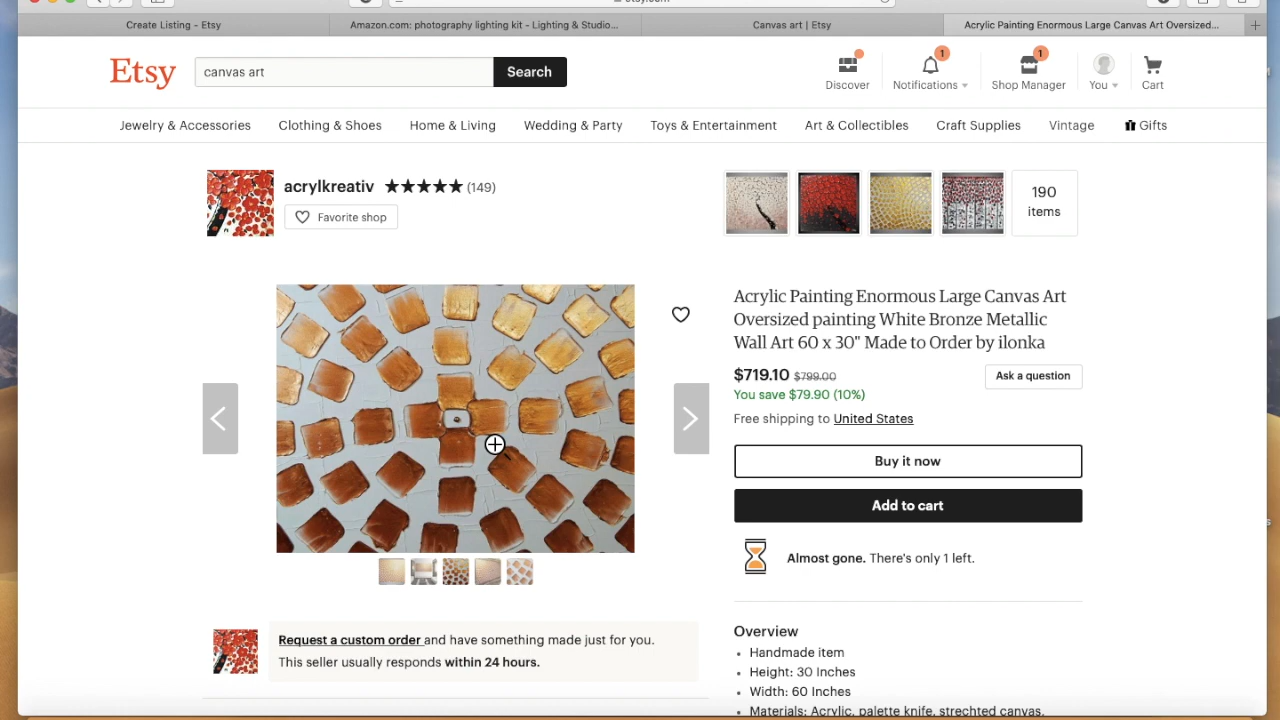 Create Listing - Etsy
Amazon.com: photography lighting kit - Lighting & Studio...
Canvas art | Etsy
Acrylic Painting Enormous Large Canvas Art Oversized...
Etsy
canvas art
Search
Discover
1
Notifications
1
Shop Manager
You
Cart
Jewelry & Accessories
Clothing & Shoes
Home & Living
Wedding & Party
Toys & Entertainment
Art & Collectibles
Craft Supplies
Vintage
Gifts
acrylkreativ ★★★★★ (149)
Favorite shop
190
items
Acrylic Painting Enormous Large Canvas Art
Oversized painting White Bronze Metallic
Wall Art 60 x 30" Made to Order by ilonka
$719.10 $799.00
Ask a question
You save $79.90 (10%)
Free shipping to United States
Buy it now
Add to cart
Almost gone. There's only 1 left.
Request a custom order and have something made just for you.
This seller usually responds within 24 hours.
Overview
• Handmade item
• Height: 30 Inches
• Width: 60 Inches
• Materials: Acrylic, palette knife, strechted canvas,